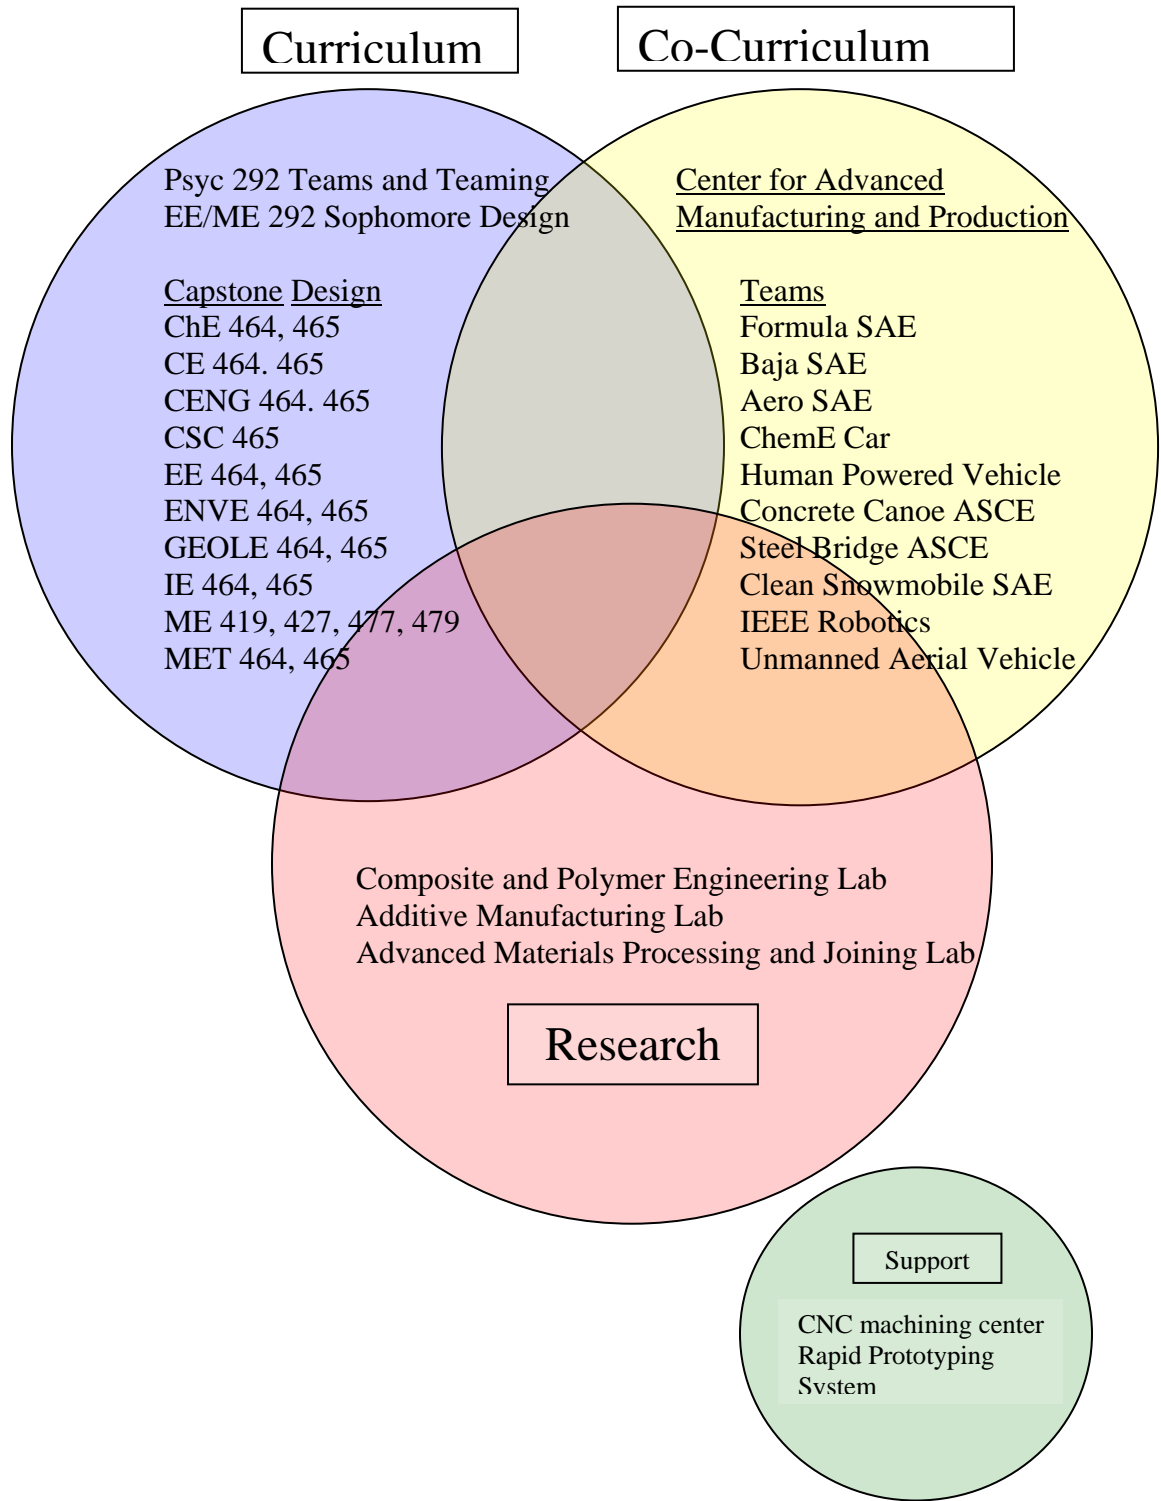 Curriculum
Co-Curriculum
Psyc 292 Teams and Teaming
EE/ME 292 Sophomore Design
Capstone Design
ChE 464, 465
CE 464. 465
CENG 464. 465
CSC 465
EE 464, 465
ENVE 464, 465
GEOLE 464, 465
IE 464, 465
ME 419, 427, 477, 479
MET 464, 465
Center for Advanced
Manufacturing and Production
Teams
Formula SAE
Baja SAE
Aero SAE
ChemE Car
Human Powered Vehicle
Concrete Canoe ASCE
Steel Bridge ASCE
Clean Snowmobile SAE
IEEE Robotics
Unmanned Aerial Vehicle
Composite and Polymer Engineering Lab
Additive Manufacturing Lab
Advanced Materials Processing and Joining Lab
Research
Support
CNC machining center
Rapid Prototyping
System